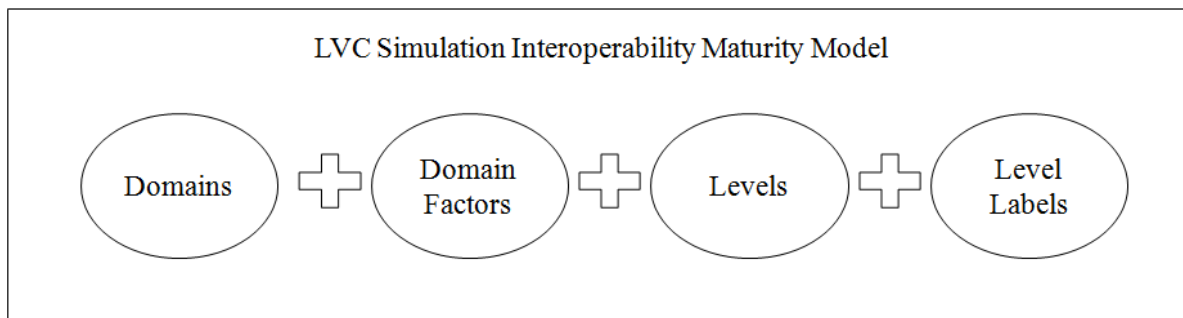 LVC Simulation Interoperability Maturity Model
Domains
Domain
Factors
Levels
Level
Labels